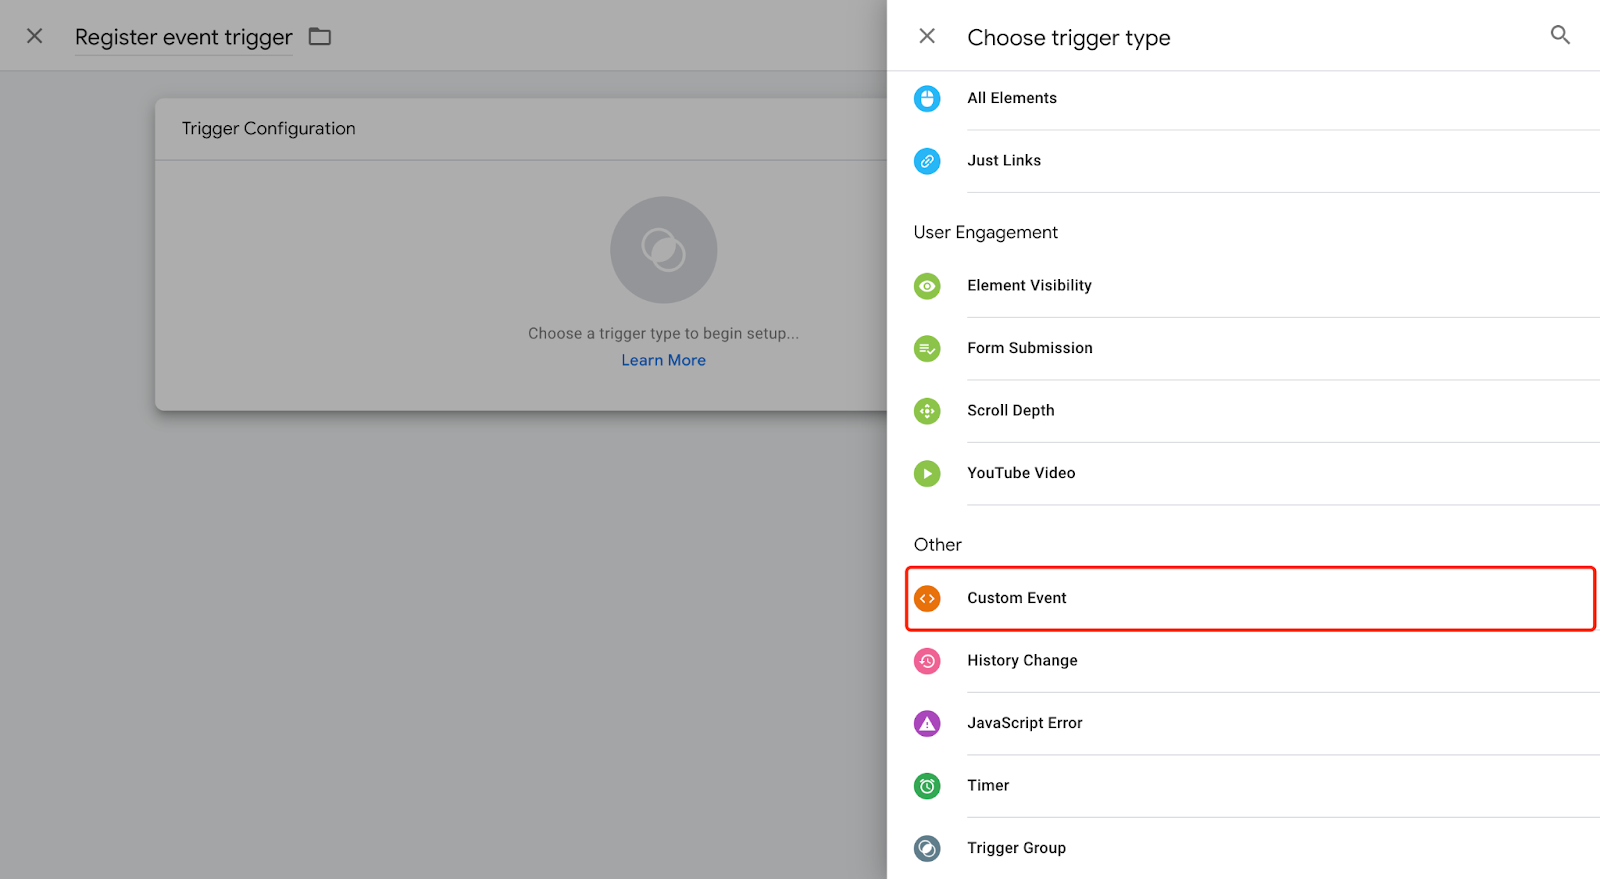 Register event trigger
Trigger Configuration
Choose a trigger type to begin setup...
Learn More
Choose trigger type
All Elements
Just Links
User Engagement
Element Visibility
Form Submission
Scroll Depth
YouTube Video
Other
Custom Event
History Change
JavaScript Error
Timer
Trigger Group